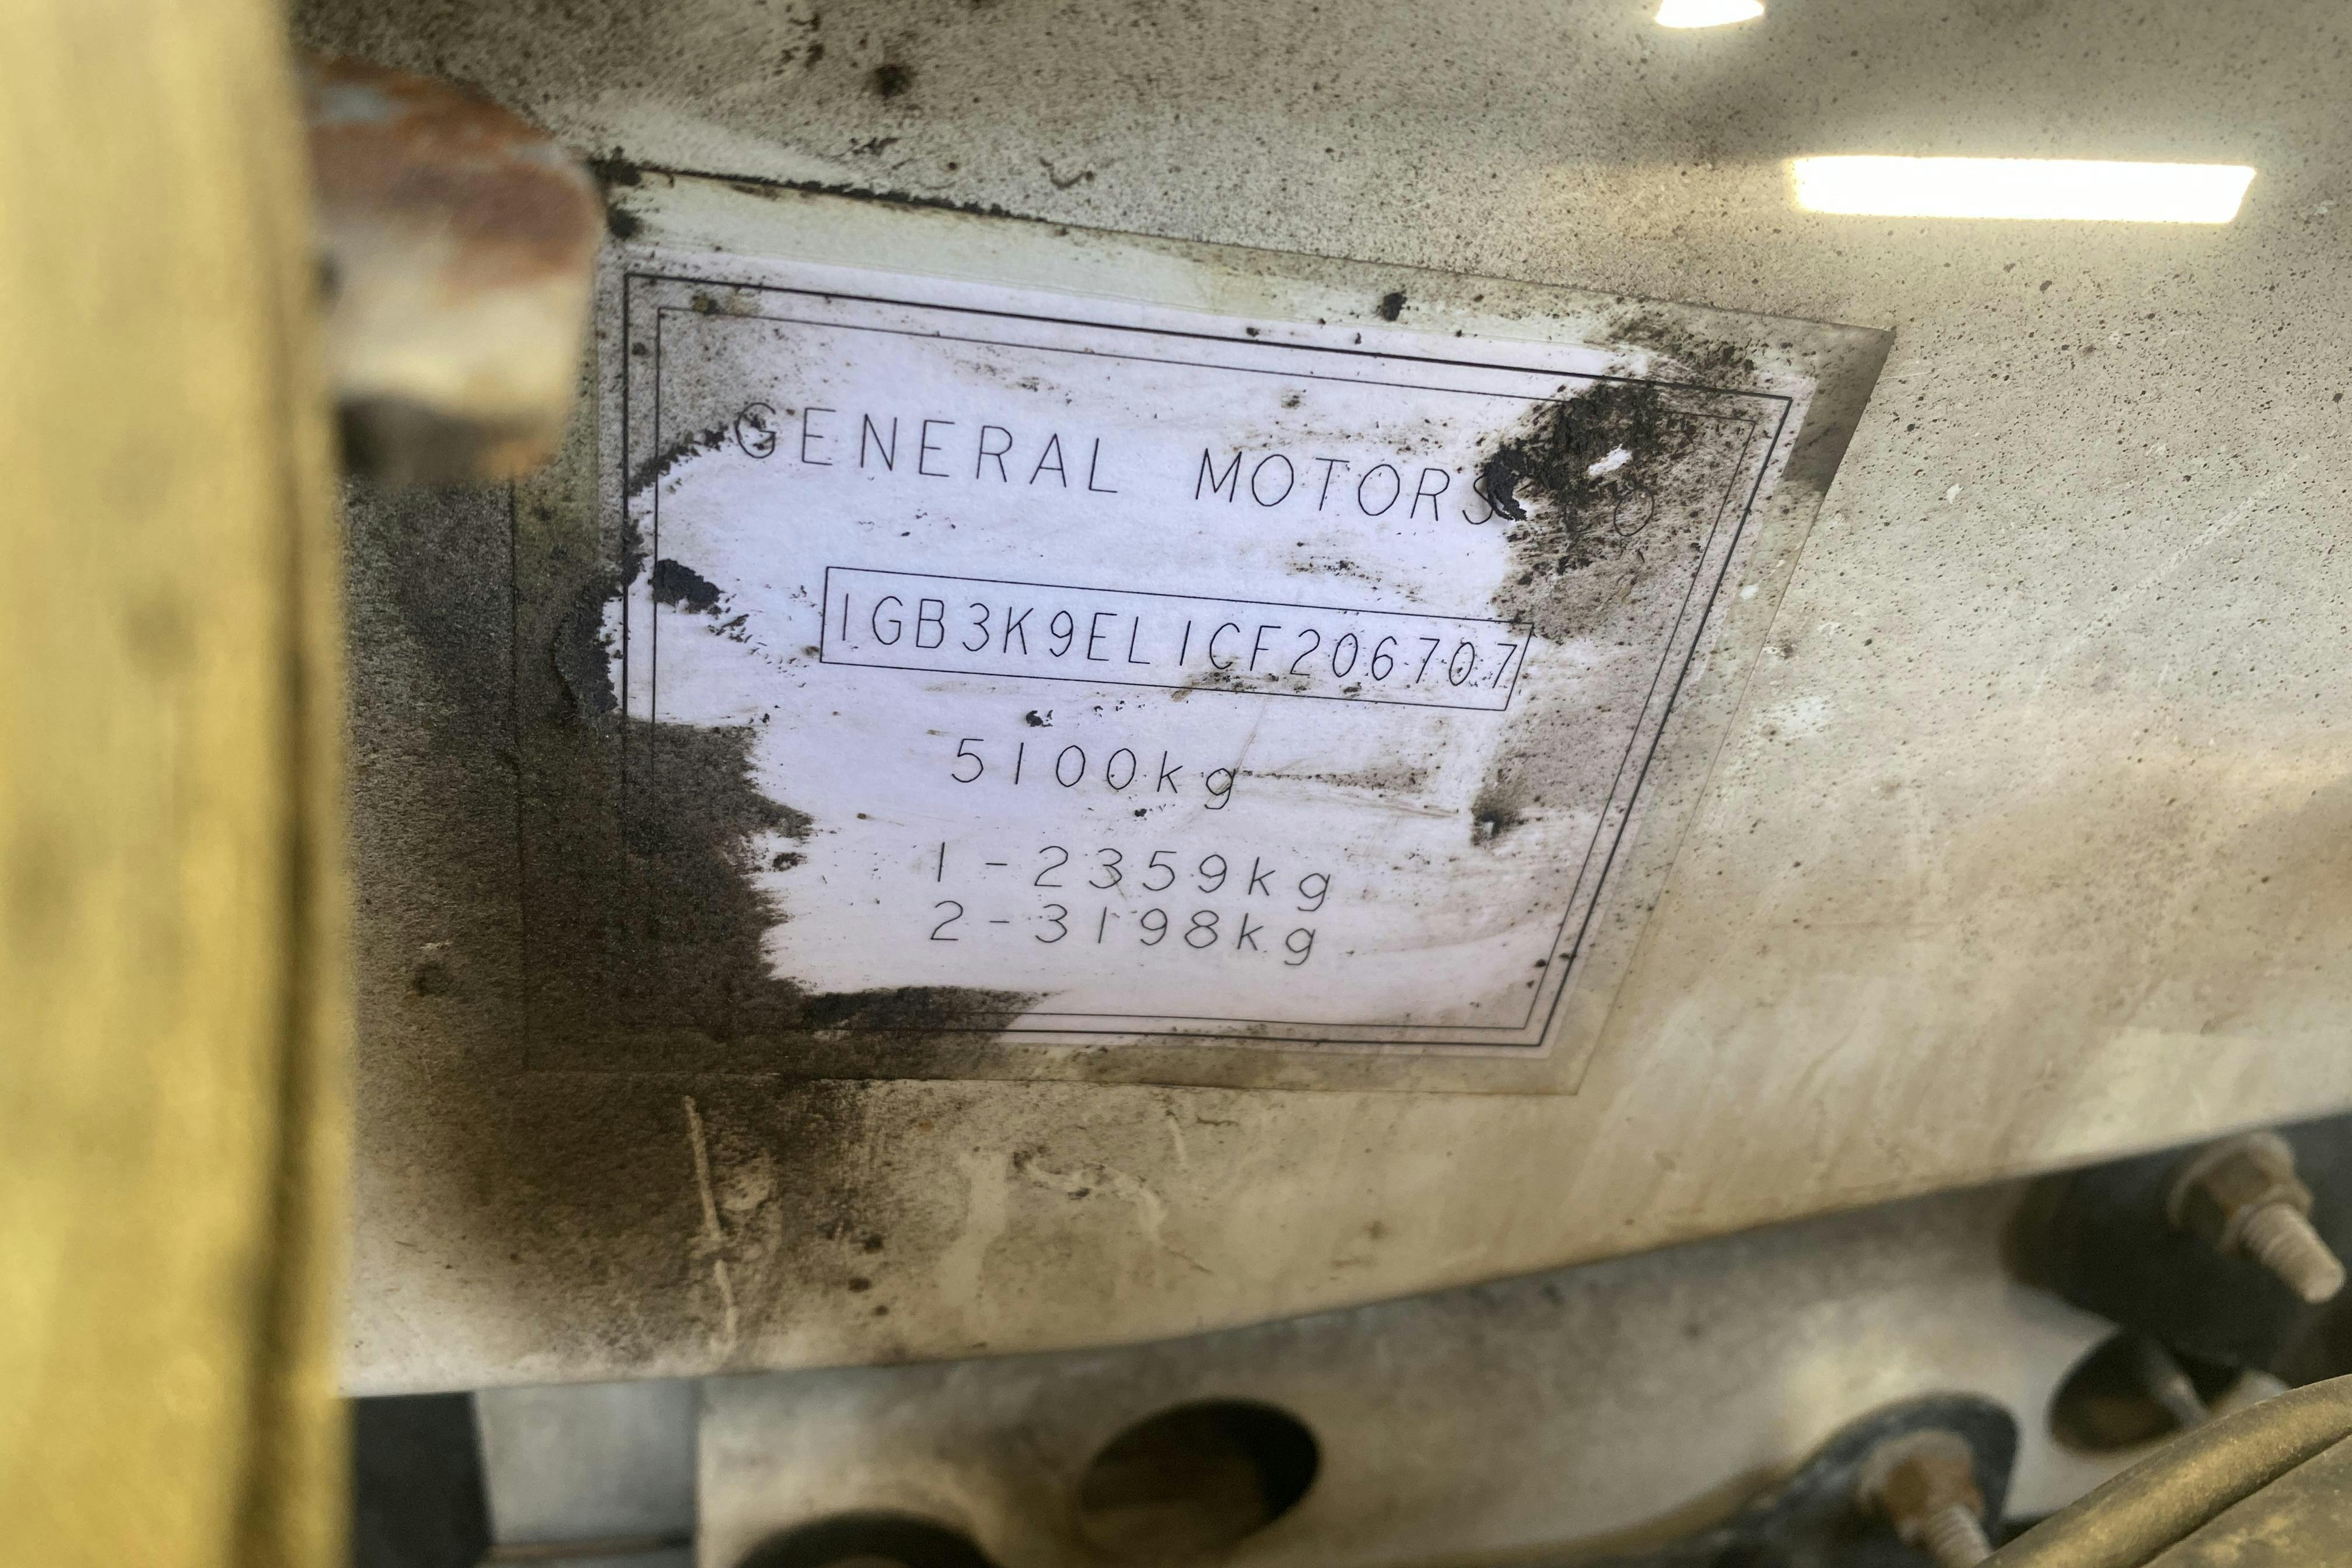 GENERAL MOTORS
1GB3K9EL1CF206707
5100kg
1-2359kg
2-3198kg